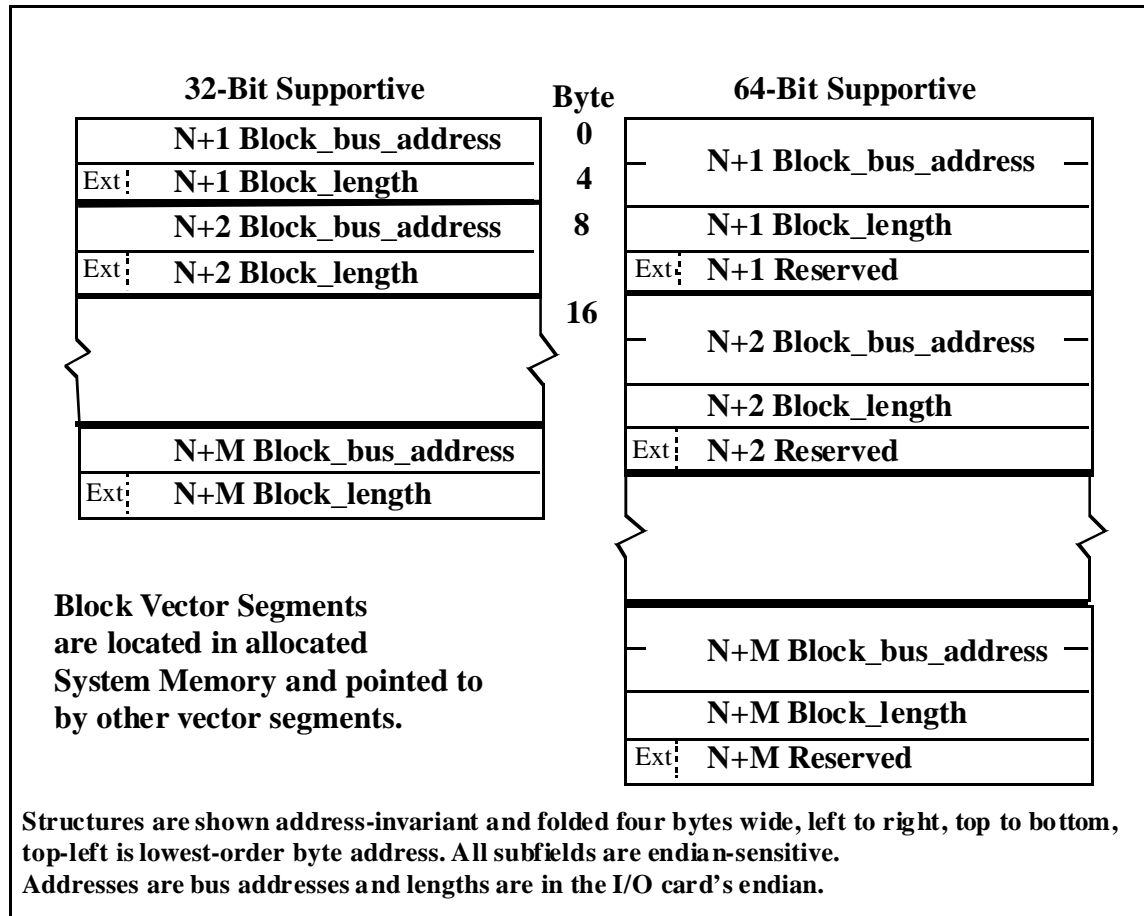 32-Bit Supportive
N+1 Block_bus_address
Ext N+1 Block_length
N+2 Block_bus_address
Ext N+2 Block_length
N+M Block_bus_address
Ext N+M Block_length
Byte
0
4
8
16
64-Bit Supportive
N+1 Block_bus_address
N+1 Block_length
Ext N+1 Reserved
N+2 Block_bus_address
N+2 Block_length
Ext N+2 Reserved
N+M Block_bus_address
N+M Block_length
Ext N+M Reserved
Block Vector Segments
are located in allocated
System Memory and pointed to
by other vector segments.
Structures are shown address-invariant and folded four bytes wide, left to right, top to bottom,
top-left is lowest-order byte address. All subfields are endian-sensitive.
Addresses are bus addresses and lengths are in the I/O card's endian.